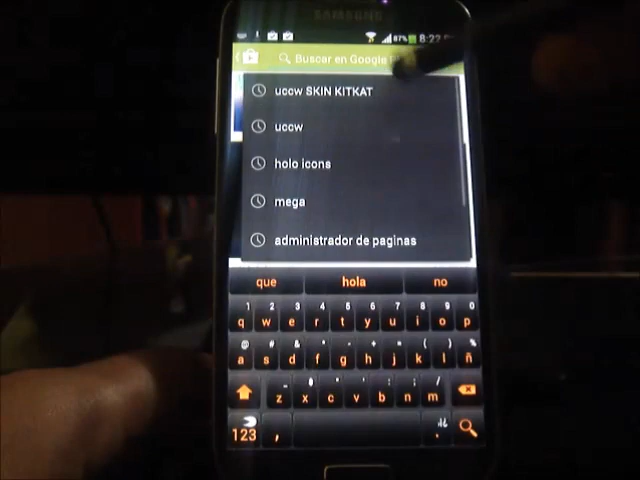 SAMSUNG
87% 8:22
Buscar en Google
uccw SKIN KITKAT
uccw
holo icons
mega
administrador de paginas
que hola no
1 2 3 4 5 6 7 8 9 0
q w e r t y u i o p
@ # & * - + = ( ) %
a s d f g h j k l ñ
z x c v b n m
123 , .